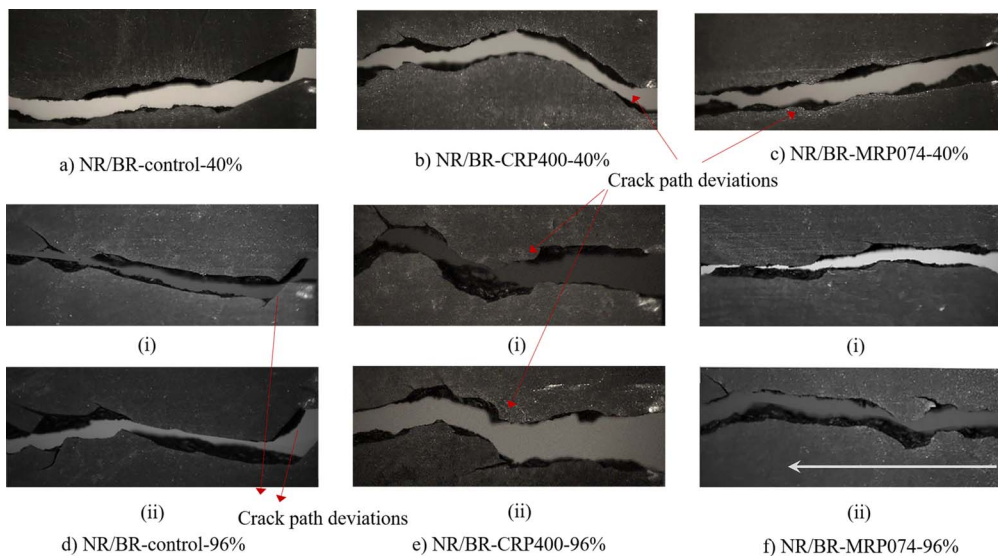 a) NR/BR-control-40%
b) NR/BR-CRP400-40%
c) NR/BR-MRP074-40%
Crack path deviations
(i)
(i)
(i)
(ii)
(ii)
(ii)
Crack path deviations
d) NR/BR-control-96%
e) NR/BR-CRP400-96%
f) NR/BR-MRP074-96%